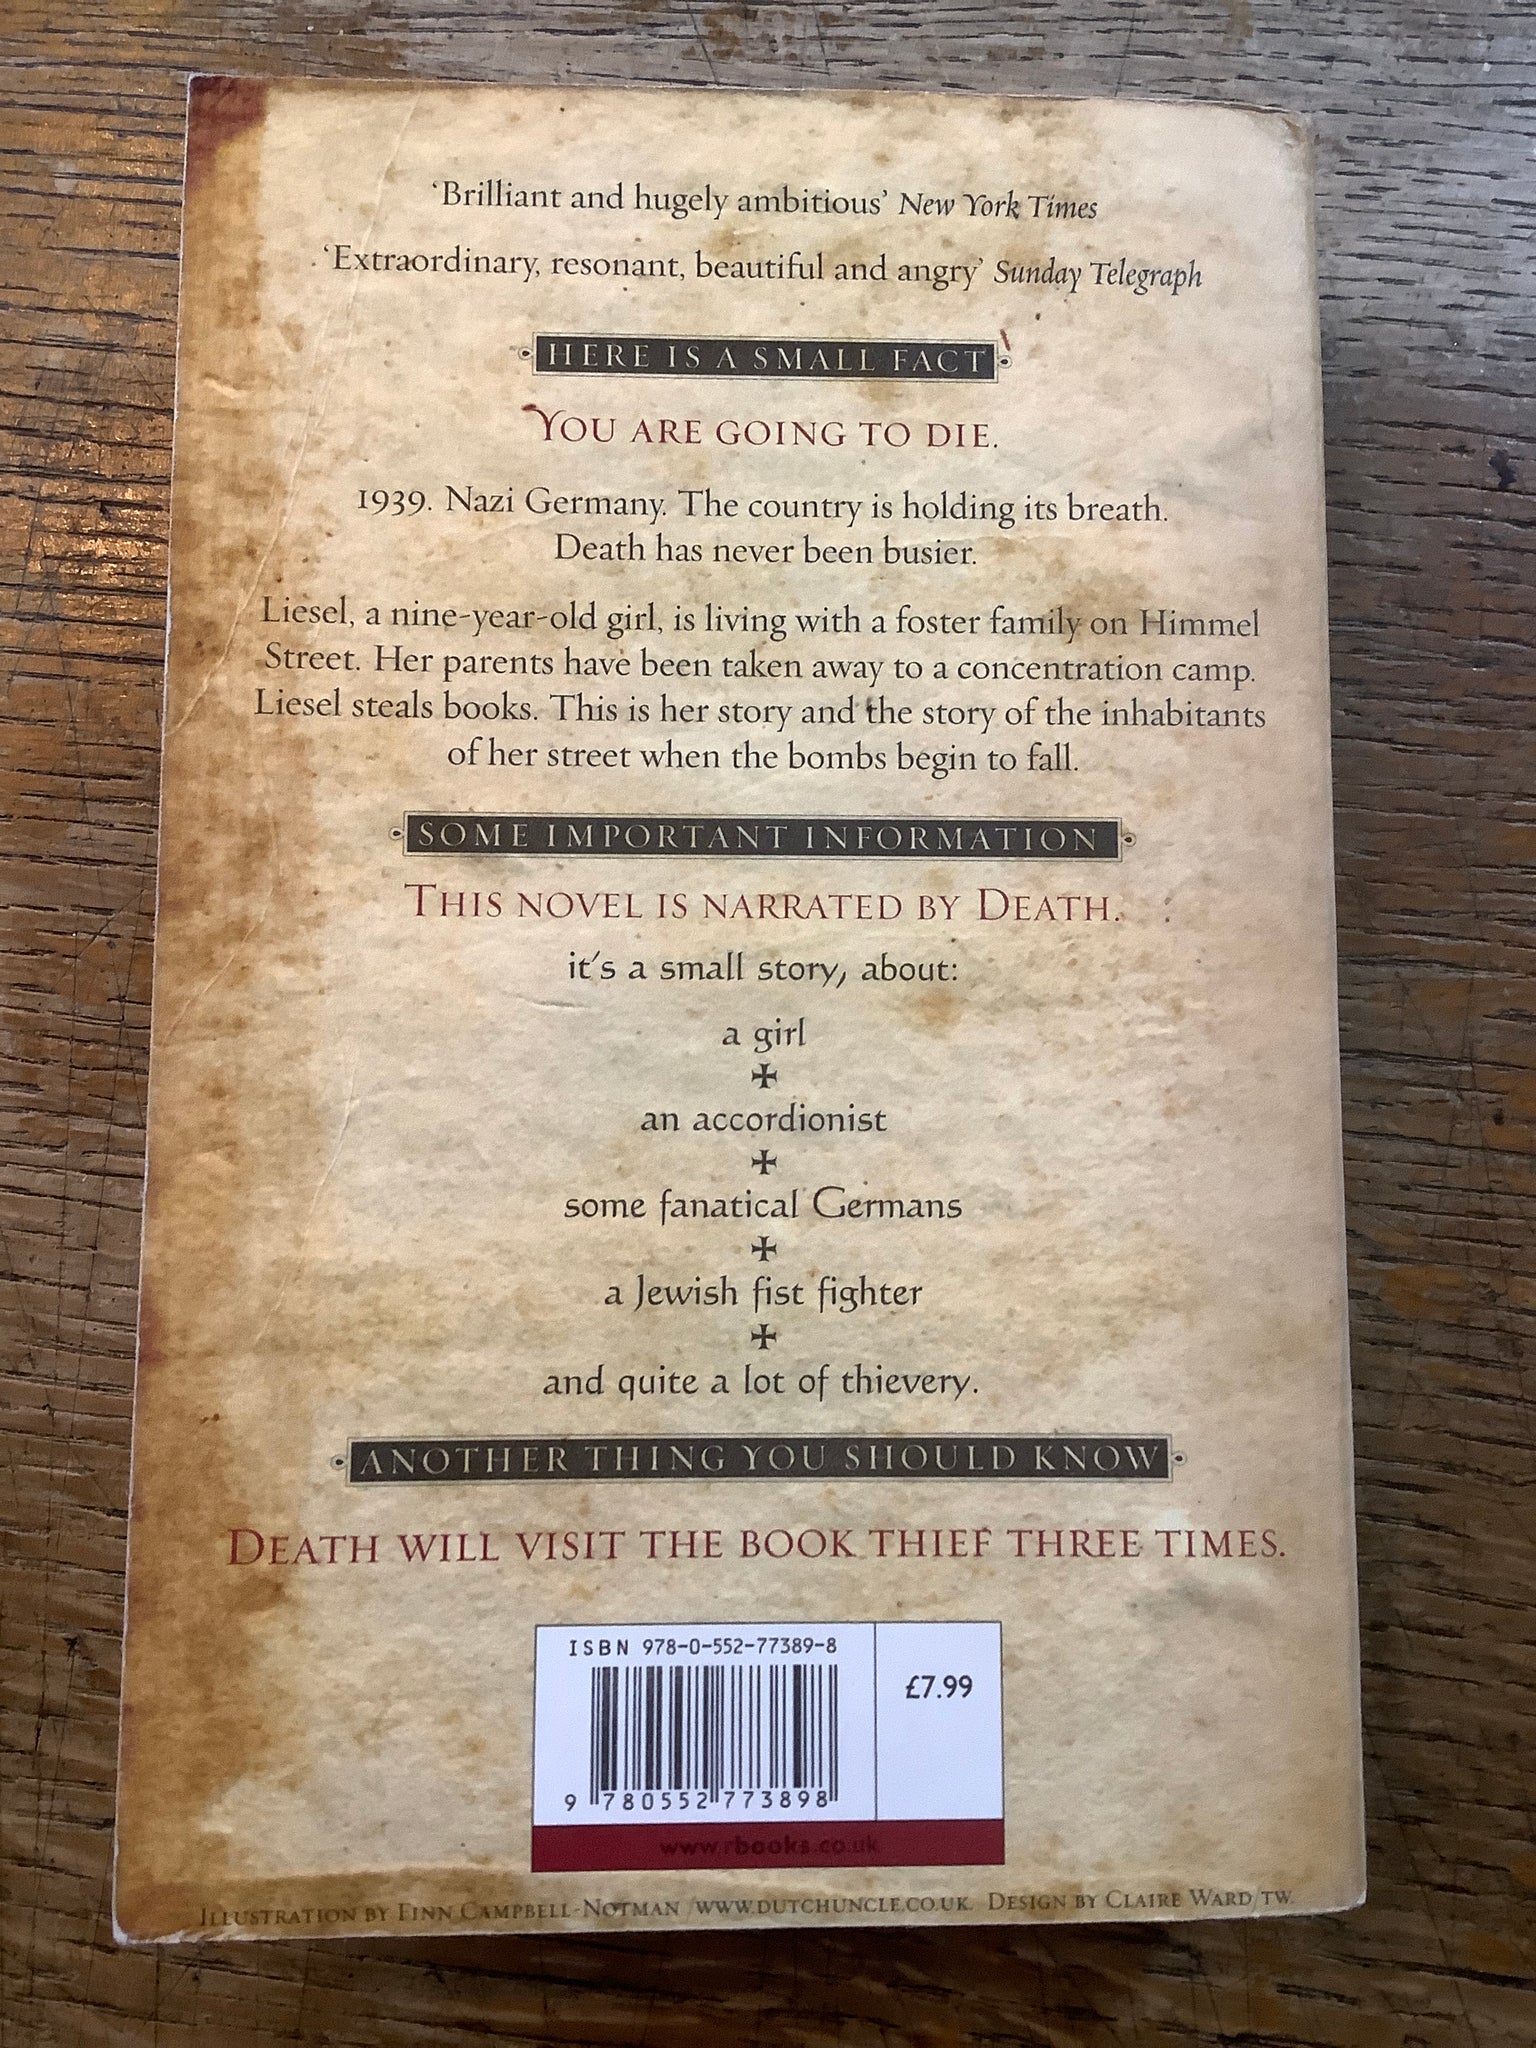 ‘Brilliant and hugely ambitious’ New York Times
‘Extraordinary, resonant, beautiful and angry’ Sunday Telegraph
HERE IS A SMALL FACT
YOU ARE GOING TO DIE.
1939. Nazi Germany. The country is holding its breath.
Death has never been busier.
Liesel, a nine-year-old girl, is living with a foster family on Himmel
Street. Her parents have been taken away to a concentration camp.
Liesel steals books. This is her story and the story of the inhabitants
of her street when the bombs begin to fall.
SOME IMPORTANT INFORMATION
THIS NOVEL IS NARRATED BY DEATH.
it’s a small story, about:
a girl
an accordionist
some fanatical Germans
a Jewish fist fighter
and quite a lot of thievery.
ANOTHER THING YOU SHOULD KNOW
DEATH WILL VISIT THE BOOK THIEF THREE TIMES.
ISBN 978-0-552-77389-8
£7.99
9 780552 773898
www.rbooks.co.uk
ILLUSTRATION BY FINN CAMPBELL-NOTMAN /WWW.DUTCHUNCLE.CO.UK. DESIGN BY CLAIRE WARD/TW.